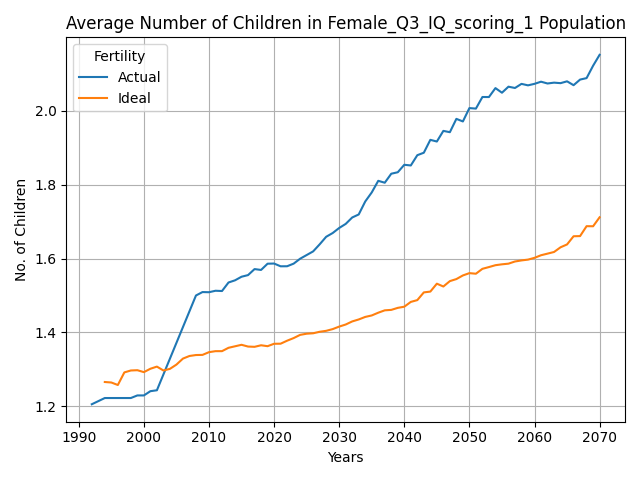 Average Number of Children in Female_Q3_IQ_scoring_1 Population
Fertility
Actual
Ideal
No. of Children
2.0
1.8
1.6
1.4
1.2
1990 2000 2010 2020 2030 2040 2050 2060 2070
Years